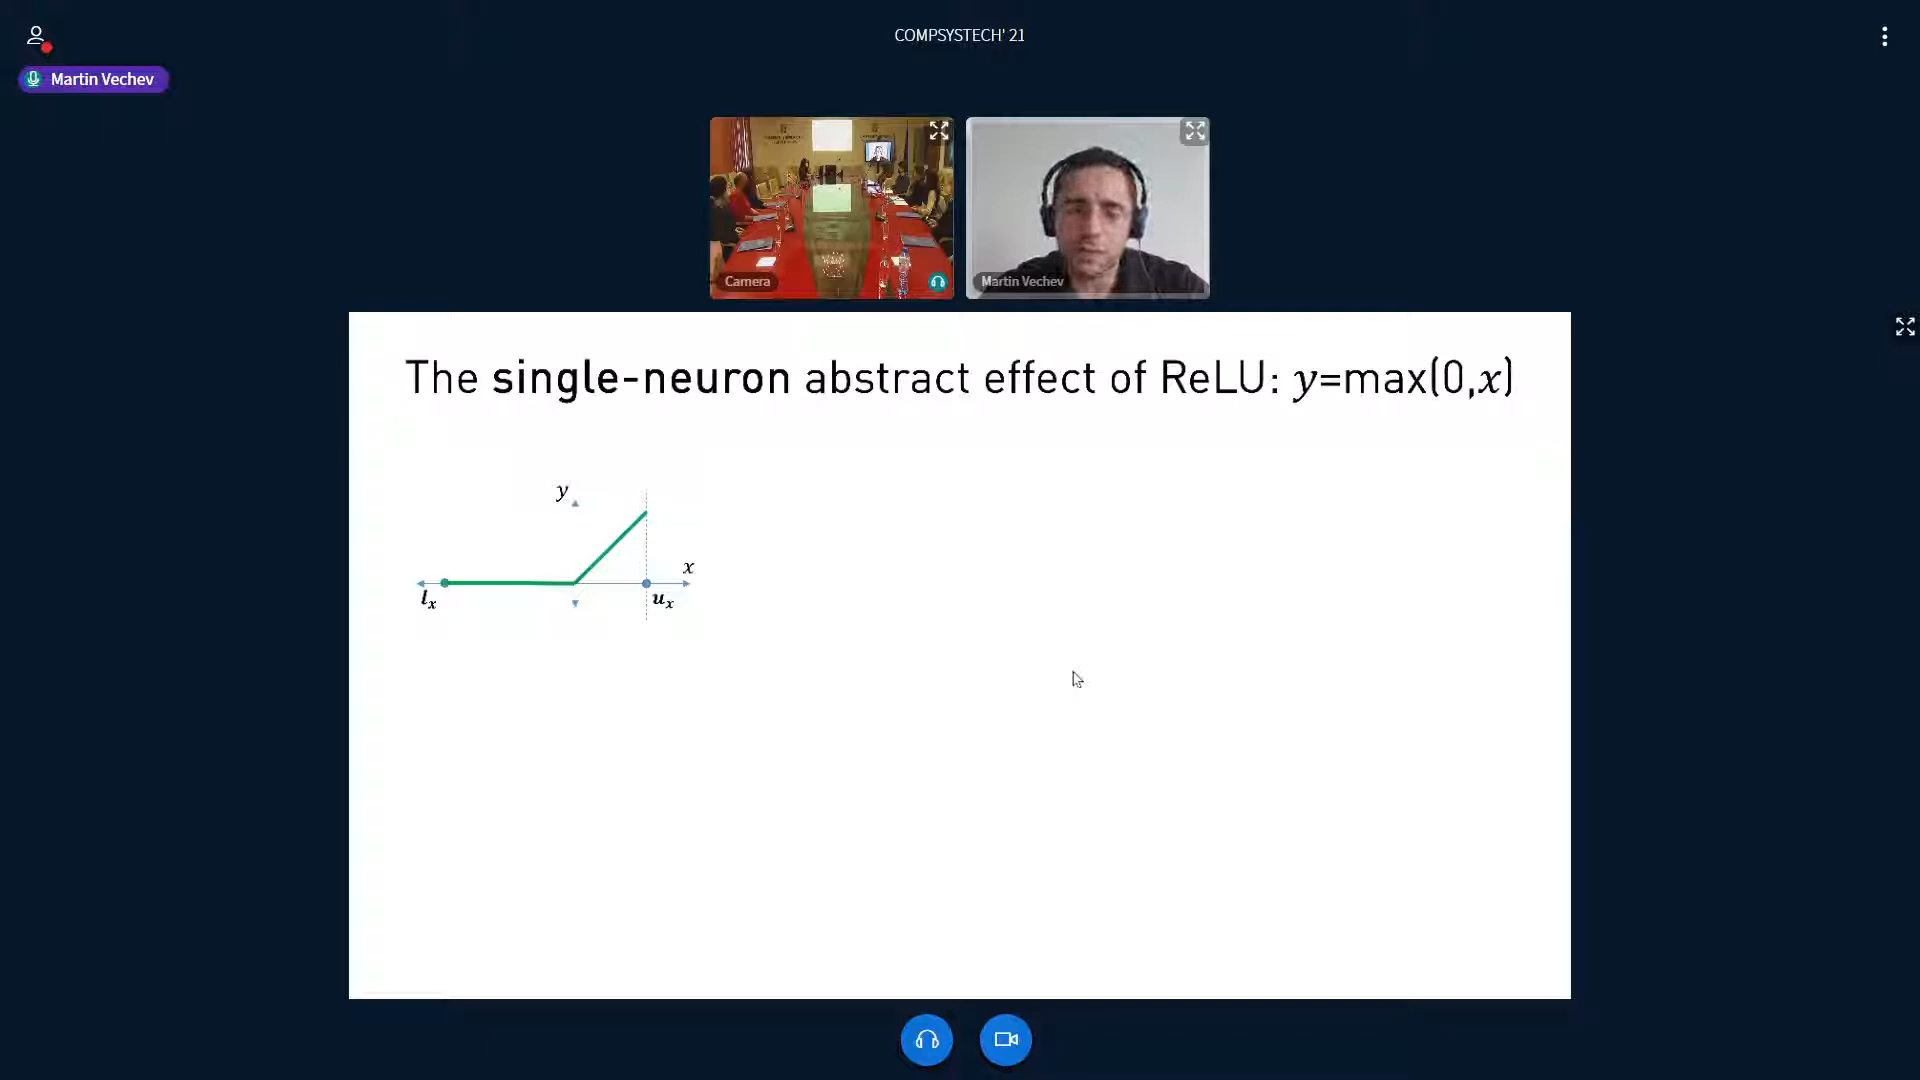 COMPSYSTECH' 21
Martin Vechev
Camera
Martin Vechev
The single-neuron abstract effect of ReLU: y=max(0,x)
y
x
lₓ
uₓ